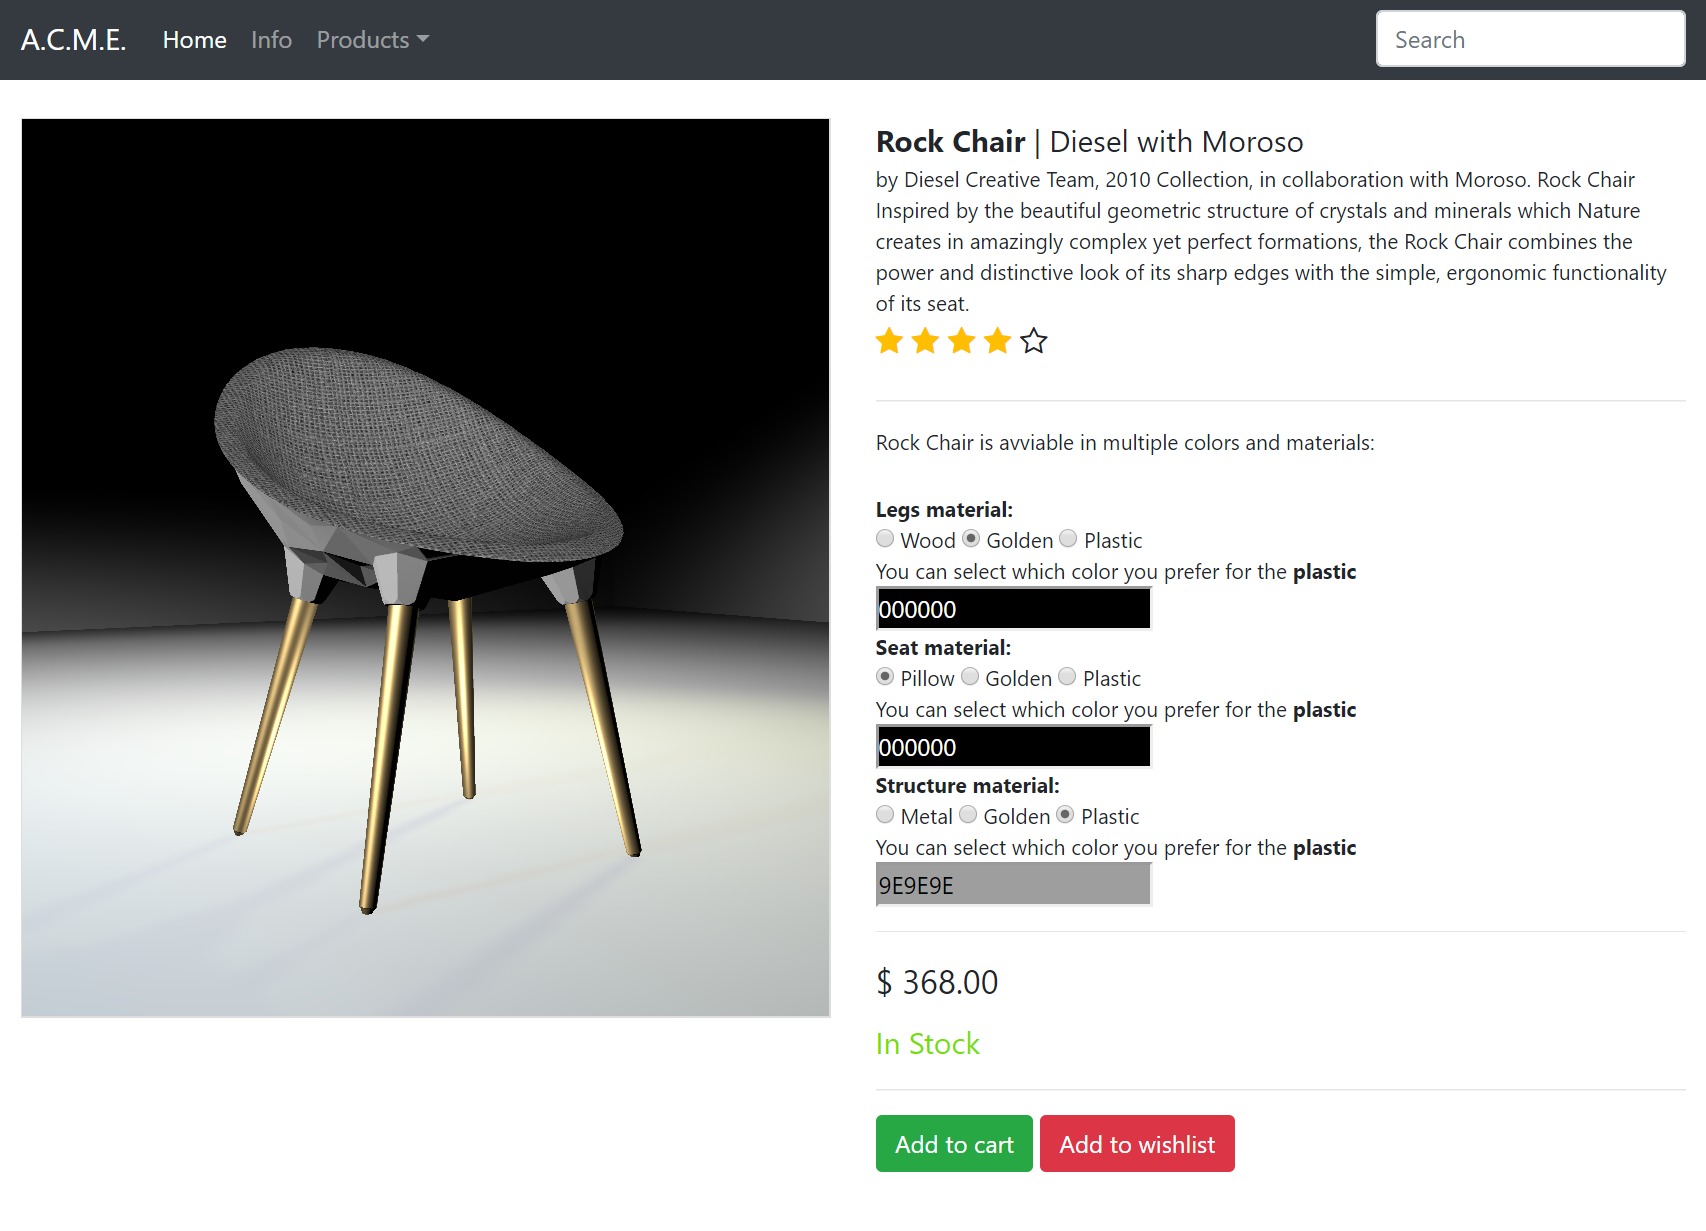 A.C.M.E. Home Info Products Search
Rock Chair | Diesel with Moroso
by Diesel Creative Team, 2010 Collection, in collaboration with Moroso. Rock Chair
Inspired by the beautiful geometric structure of crystals and minerals which Nature
creates in amazingly complex yet perfect formations, the Rock Chair combines the
power and distinctive look of its sharp edges with the simple, ergonomic functionality
of its seat.
Rock Chair is avviable in multiple colors and materials:
Legs material:
Wood Golden Plastic
You can select which color you prefer for the plastic
000000
Seat material:
Pillow Golden Plastic
You can select which color you prefer for the plastic
000000
Structure material:
Metal Golden Plastic
You can select which color you prefer for the plastic
9E9E9E
$ 368.00
In Stock
Add to cart Add to wishlist